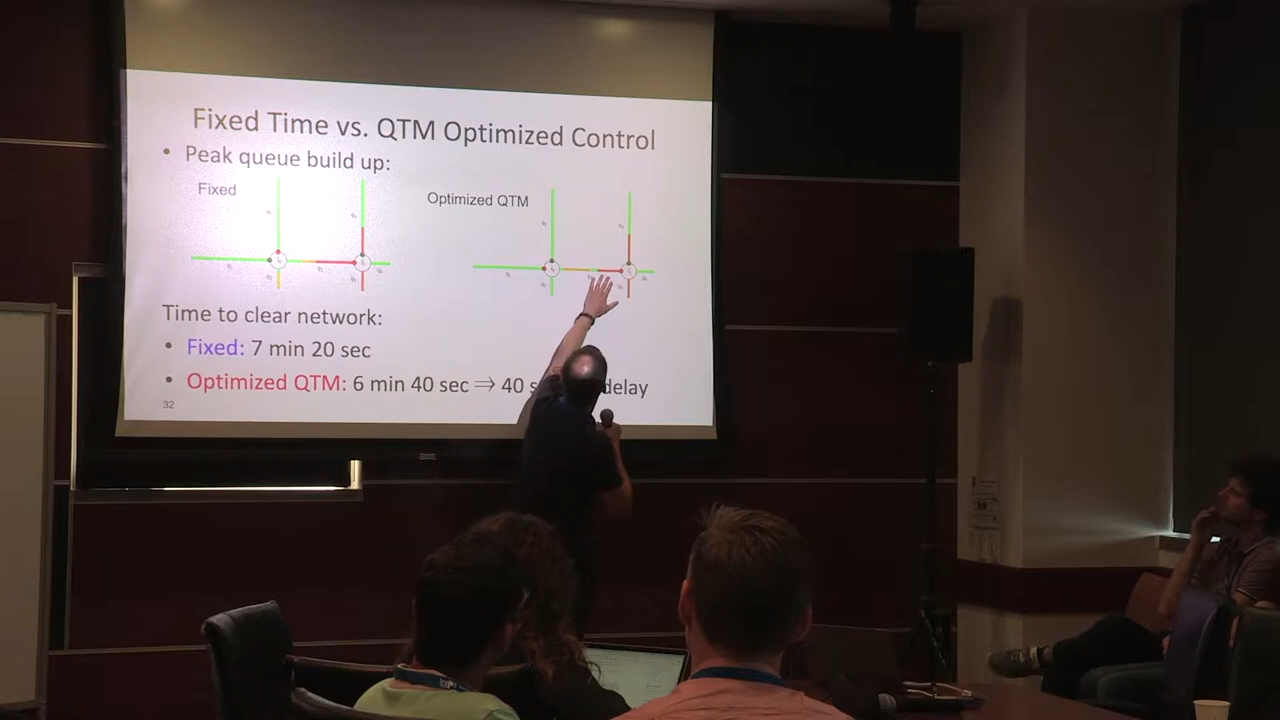 Fixed Time vs. QTM Optimized Control
• Peak queue build up:
Fixed
Optimized QTM
Time to clear network:
• Fixed: 7 min 20 sec
• Optimized QTM: 6 min 40 sec ⇒ 40 s delay
32